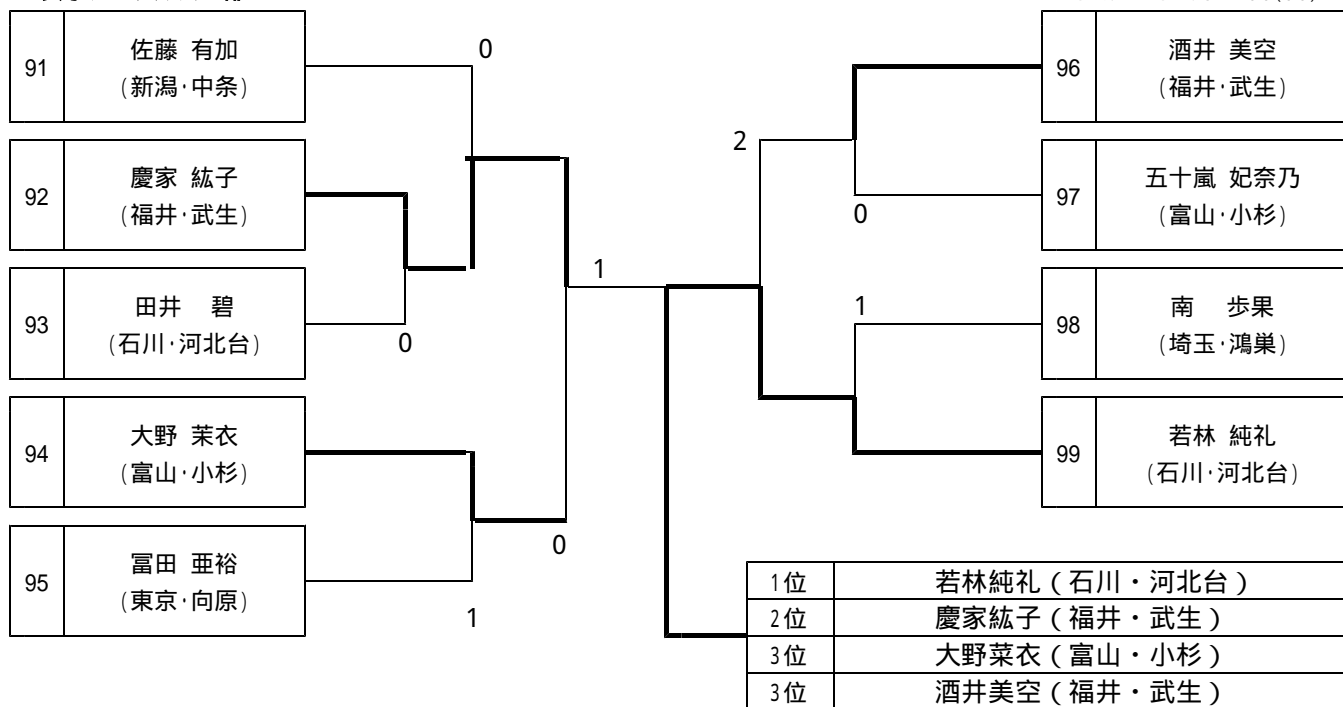 91
佐藤 有加
(新潟·中条)
0
92
慶家 紘子
(福井·武生)
93
田井　碧
(石川·河北台)
0
1
94
大野 茉衣
(富山·小杉)
0
95
冨田 亜裕
(東京·向原)
1
96
酒井 美空
(福井·武生)
2
97
五十嵐 妃奈乃
(富山·小杉)
0
98
南　歩果
(埼玉·鴻巣)
1
99
若林 純礼
(石川·河北台)
1位 若林純礼（石川・河北台）
2位 慶家紘子（福井・武生）
3位 大野菜衣（富山・小杉）
3位 酒井美空（福井・武生）